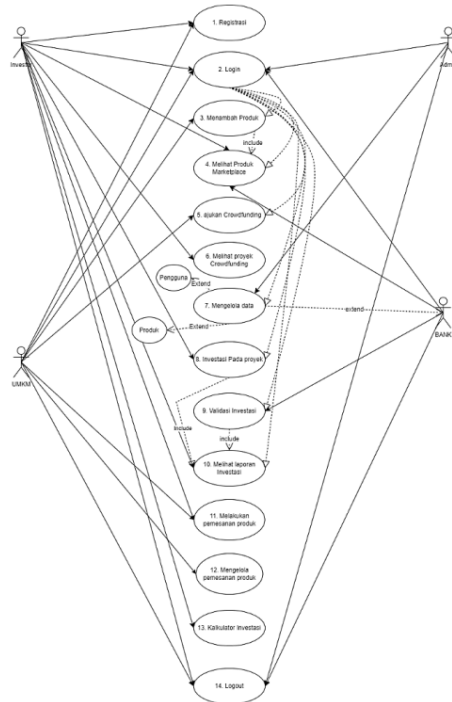 1. Registrasi
Investor
Admin
2. Login
3. Menambah Produk
include
4. Melihat Produk
Marketplace
5. ajukan Crowdfunding
6. Melihat proyek
Crowdfunding
Pengguna
Extend
7. Mengelola data
extend
BANK
Produk
Extend
8. Investasi Pada proyek
UMKM
9. Validasi Investasi
include
include
10. Melihat laporan
Investasi
11. Melakukan
pemesanan produk
12. Mengelola
pemesanan produk
13. Kalkulator Investasi
14. Logout